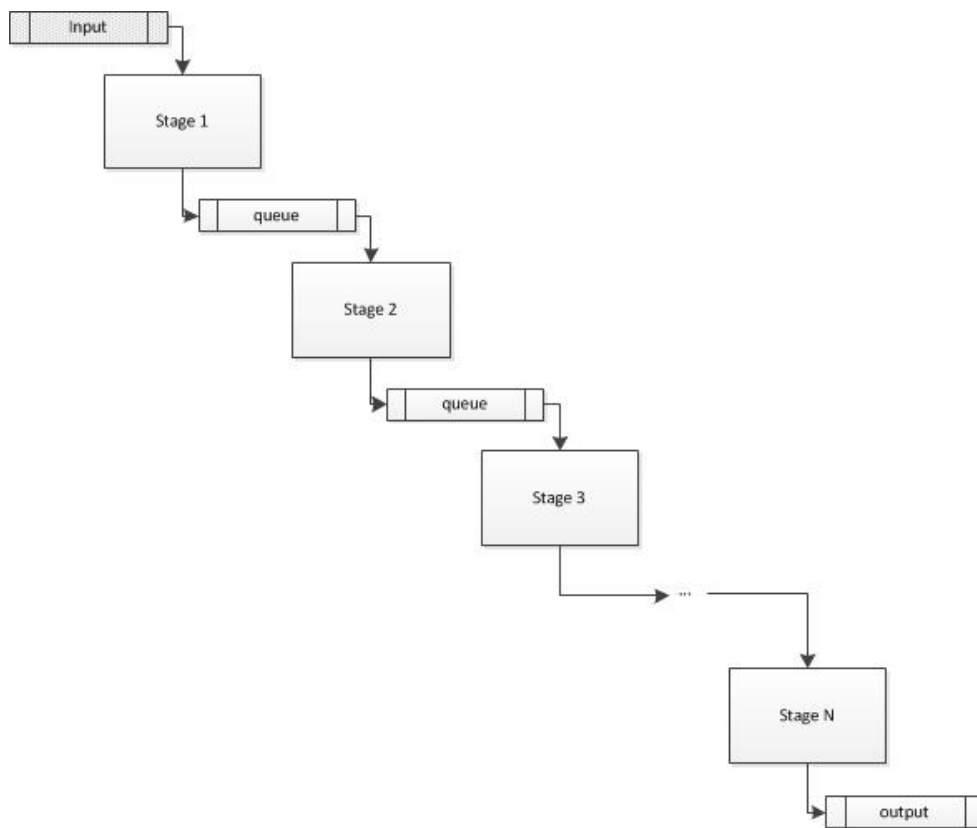 Input
Stage 1
queue
Stage 2
queue
Stage 3
...
Stage N
output